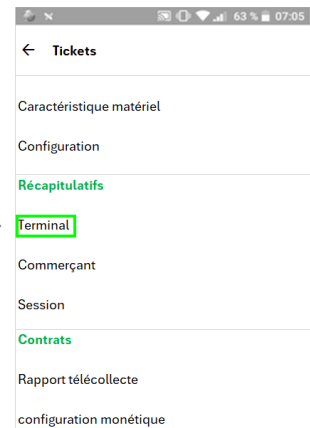 63 % 07:05
Tickets
Caractéristique matériel
Configuration
Récapitulatifs
Terminal
Commerçant
Session
Contrats
Rapport télécollecte
configuration monétique